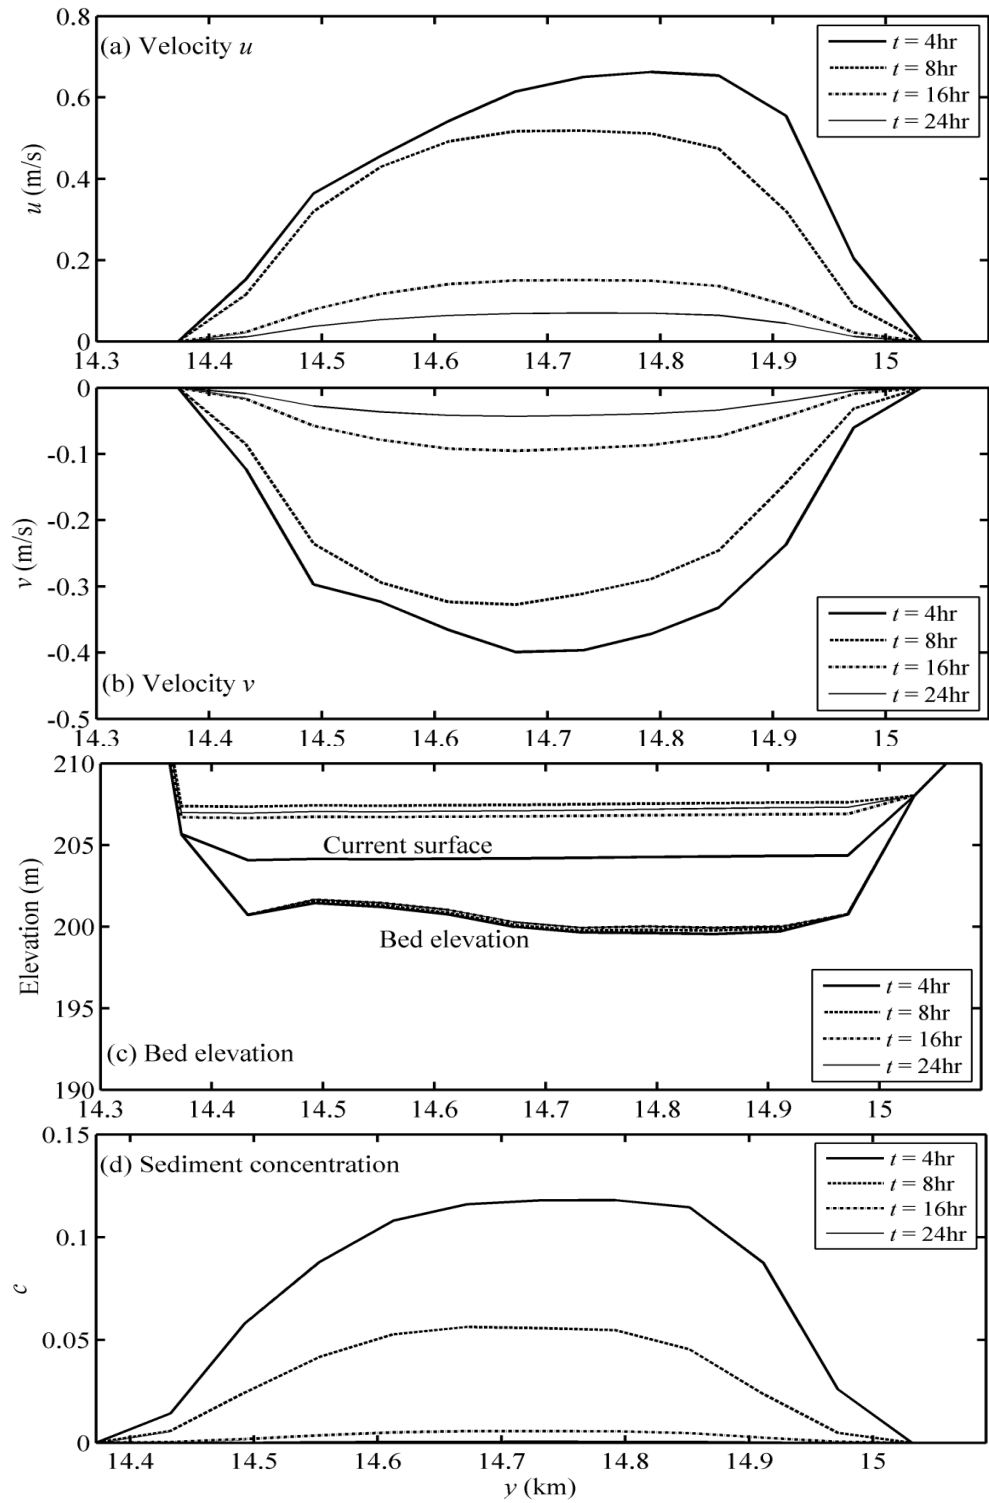 0.8
(a) Velocity u
t = 4hr
t = 8hr
t = 16hr
t = 24hr
0.6
0.4
0.2
0
u (m/s)
14.3 14.4 14.5 14.6 14.7 14.8 14.9 15
0
-0.1
-0.2
-0.3
-0.4
-0.5
v (m/s)
t = 4hr
t = 8hr
t = 16hr
t = 24hr
(b) Velocity v
14.3 14.4 14.5 14.6 14.7 14.8 14.9 15
210
205
200
195
190
Elevation (m)
Current surface
Bed elevation
t = 4hr
t = 8hr
t = 16hr
t = 24hr
(c) Bed elevation
14.3 14.4 14.5 14.6 14.7 14.8 14.9 15
0.15
(d) Sediment concentration
t = 4hr
t = 8hr
t = 16hr
t = 24hr
0.1
0.05
0
c
14.4 14.5 14.6 14.7 14.8 14.9 15
y (km)